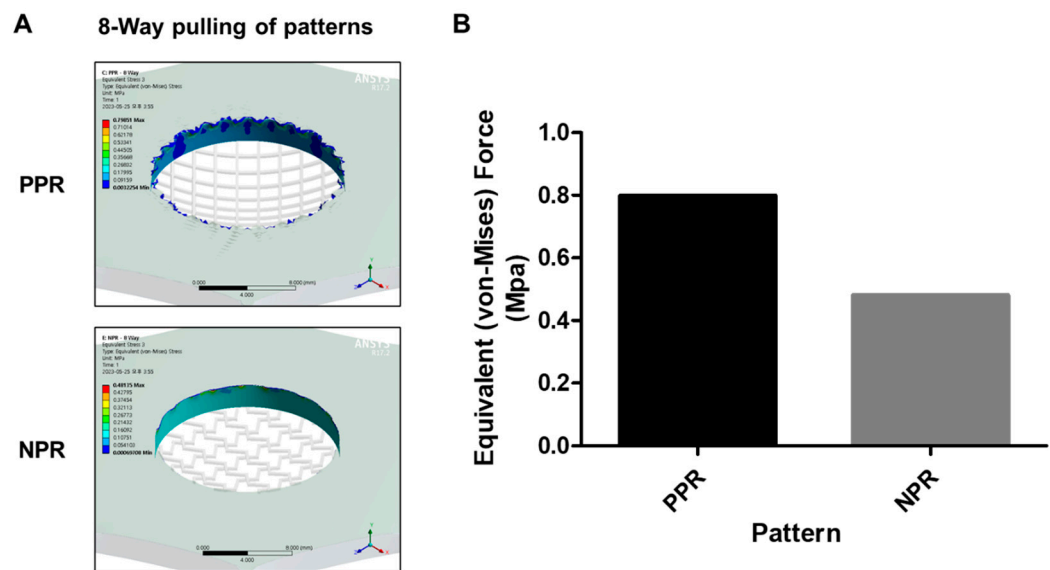 A
8-Way pulling of patterns
B
C: PPR - 8 Way
Equivalent Stress 3
Type: Equivalent (von-Mises) Stress
Unit: MPa
Time: 1
0.71014
0.62178
0.53341
0.44505
0.35668
0.26832
0.17995
0.09159
0.0032254 Min
ANSYS
R17.2
0.000
8.000 (mm)
4.000
Y
Z
X
PPR
E: NPR - 8 Way
Equivalent Stress 3
Type: Equivalent (von-Mises) Stress
Unit: MPa
Time: 1
0.48135 Max
0.42795
0.37454
0.32113
0.26773
0.21432
0.16092
0.10751
0.054103
ANSYS
R17.2
0.000
8.000 (mm)
4.000
Y
Z
X
NPR
Equivalent (von-Mises) Force
(Mpa)
1.0
0.8
0.6
0.4
0.2
0.0
PPR
NPR
Pattern